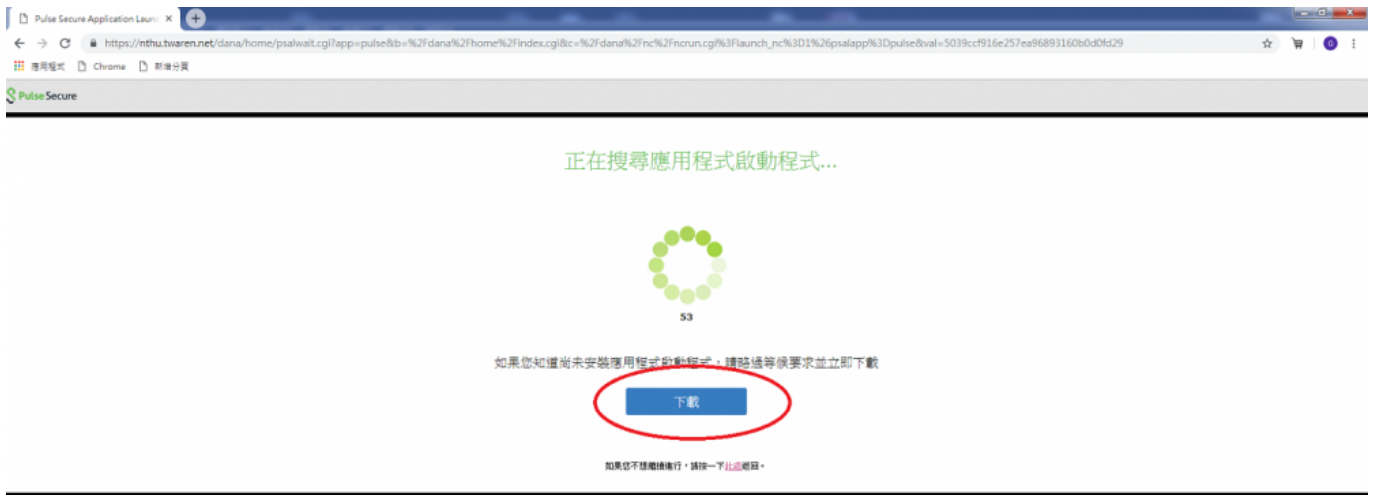 Pulse Secure Application Launc
https://nthu.twaren.net/dana/home/psalwait.cgi?app=pulse&b=%2Fdana%2Fhome%2Findex.cgi&c=%2Fdana%2Fnc%2Fncrun.cgi%3Flaunch_nc%3D1%26psalapp%3Dpulse&val=5039ccf916e257ea96893160b0d0fd29
應用程式 Chrome 新增分頁
Pulse Secure
正在搜尋應用程式啟動程式...
53
如果您知道尚未安裝應用程式啟動程式，請略過等候要求並立即下載
下載
如果您不想繼續進行，請按一下此處返回。